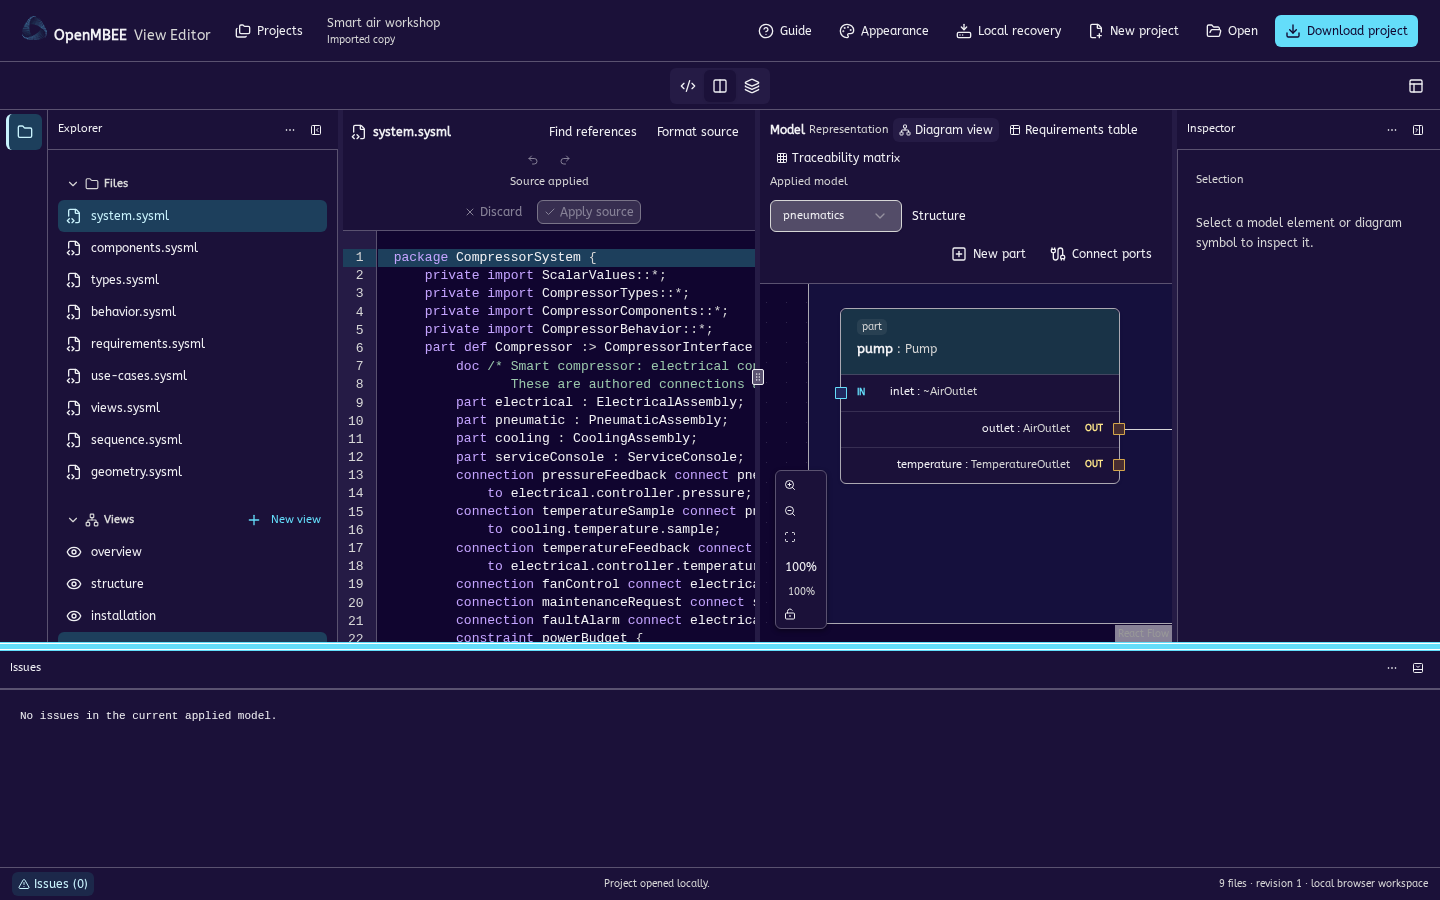 OpenMBEE View Editor
Projects
Smart air workshop
Imported copy
Guide
Appearance
Local recovery
New project
Open
Download project
Explorer
Files
system.sysml
components.sysml
types.sysml
behavior.sysml
requirements.sysml
use-cases.sysml
views.sysml
sequence.sysml
geometry.sysml
Views
New view
overview
structure
installation
system.sysml
Find references
Format source
Source applied
Discard
Apply source
1 package CompressorSystem {
2 private import ScalarValues::*;
3 private import CompressorTypes::*;
4 private import CompressorComponents::*;
5 private import CompressorBehavior::*;
6 part def Compressor :> CompressorInterface
7 doc /* Smart compressor: electrical co
8 These are authored connections
9 part electrical : ElectricalAssembly;
10 part pneumatic : PneumaticAssembly;
11 part cooling : CoolingAssembly;
12 part serviceConsole : ServiceConsole;
13 connection pressureFeedback connect pne
14 to electrical.controller.pressure;
15 connection temperatureSample connect pn
16 to cooling.temperature.sample;
17 connection temperatureFeedback connect
18 to electrical.controller.temperatur
19 connection fanControl connect electrica
20 connection maintenanceRequest connect s
21 connection faultAlarm connect electrica
22 constraint powerBudget {
Model Representation
Diagram view
Requirements table
Traceability matrix
Applied model
pneumatics
Structure
New part
Connect ports
part
pump : Pump
IN inlet : ~AirOutlet
outlet : AirOutlet OUT
temperature : TemperatureOutlet OUT
100%
100%
React Flow
Inspector
Selection
Select a model element or diagram
symbol to inspect it.
Issues
No issues in the current applied model.
Issues (0)
Project opened locally.
9 files · revision 1 · local browser workspace